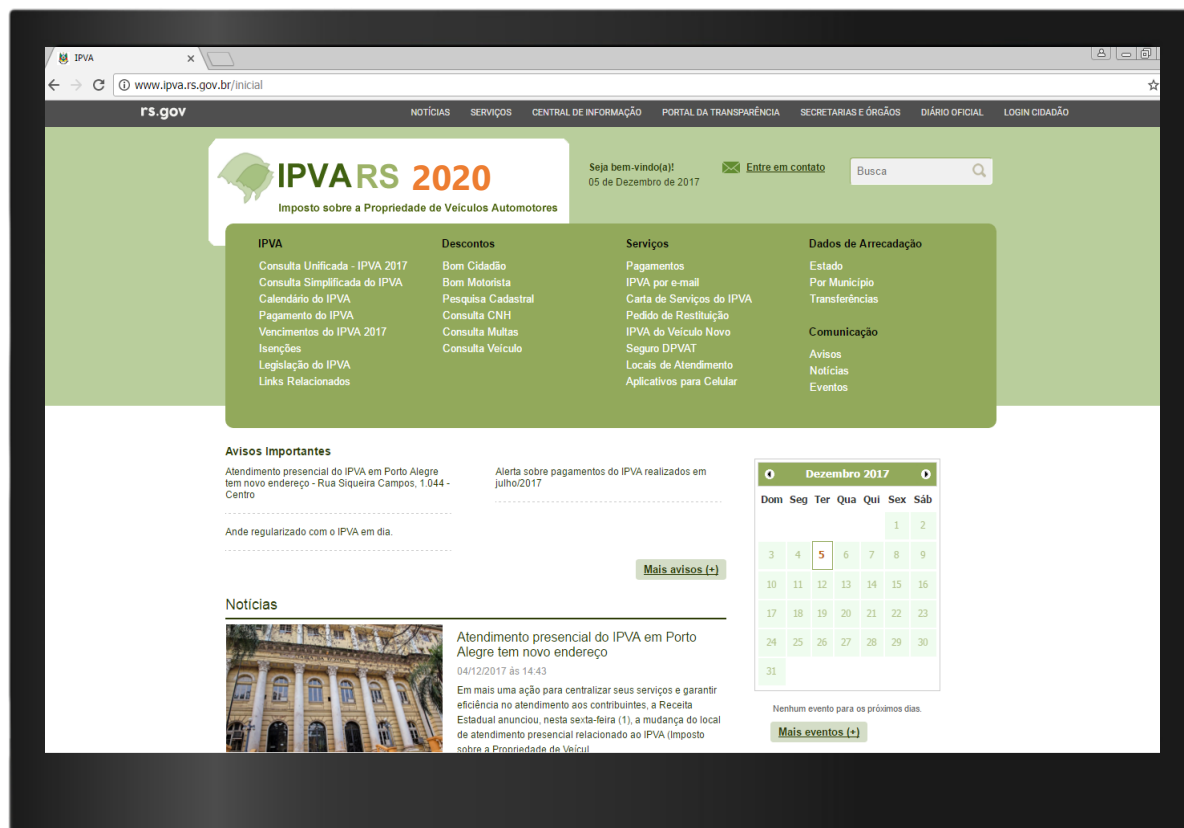 IPVA
www.ipva.rs.gov.br/inicial
rs.gov
NOTÍCIAS SERVIÇOS CENTRAL DE INFORMAÇÃO PORTAL DA TRANSPARÊNCIA SECRETARIAS E ÓRGÃOS DIÁRIO OFICIAL LOGIN CIDADÃO
IPVA RS 2020
Imposto sobre a Propriedade de Veículos Automotores
Seja bem-vindo(a)!
05 de Dezembro de 2017
Entre em contato
Busca
IPVA
Consulta Unificada - IPVA 2017
Consulta Simplificada do IPVA
Calendário do IPVA
Pagamento do IPVA
Vencimentos do IPVA 2017
Isenções
Legislação do IPVA
Links Relacionados
Descontos
Bom Cidadão
Bom Motorista
Pesquisa Cadastral
Consulta CNH
Consulta Multas
Consulta Veículo
Serviços
Pagamentos
IPVA por e-mail
Carta de Serviços do IPVA
Pedido de Restituição
IPVA do Veículo Novo
Seguro DPVAT
Locais de Atendimento
Aplicativos para Celular
Dados de Arrecadação
Estado
Por Município
Transferências
Comunicação
Avisos
Notícias
Eventos
Avisos Importantes
Atendimento presencial do IPVA em Porto Alegre
tem novo endereço - Rua Siqueira Campos, 1.044 -
Centro
Alerta sobre pagamentos do IPVA realizados em
julho/2017
Ande regularizado com o IPVA em dia.
Mais avisos (+)
Notícias
Atendimento presencial do IPVA em Porto
Alegre tem novo endereço
04/12/2017 às 14:43
Em mais uma ação para centralizar seus serviços e garantir
eficiência no atendimento aos contribuintes, a Receita
Estadual anunciou, nesta sexta-feira (1), a mudança do local
de atendimento presencial relacionado ao IPVA (Imposto
sobre a Propriedade de Veícul
Dezembro 2017
Dom Seg Ter Qua Qui Sex Sáb
1 2
3 4 5 6 7 8 9
10 11 12 13 14 15 16
17 18 19 20 21 22 23
24 25 26 27 28 29 30
31
Nenhum evento para os próximos dias.
Mais eventos (+)